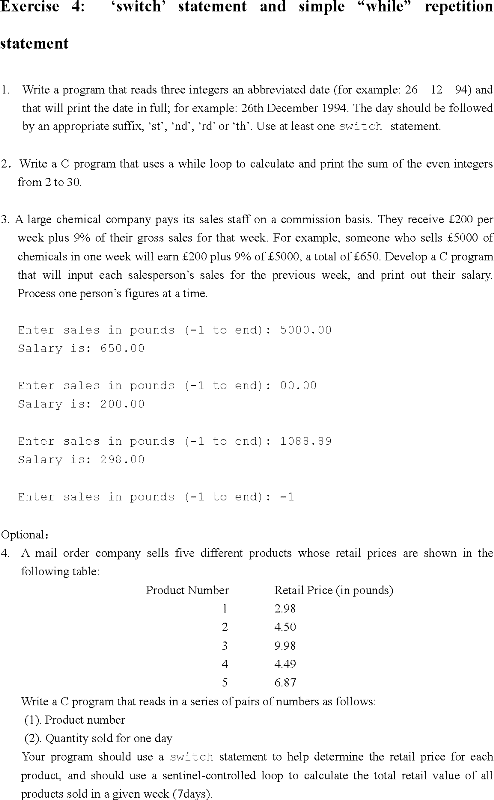 Exercise 4: ‘switch’ statement and simple “while” repetition
statement
1. Write a program that reads three integers an abbreviated date (for example: 26 12 94) and
that will print the date in full; for example: 26th December 1994. The day should be followed
by an appropriate suffix, ‘st’, ‘nd’, ‘rd’ or ‘th’. Use at least one switch statement.
2. Write a C program that uses a while loop to calculate and print the sum of the even integers
from 2 to 30.
3. A large chemical company pays its sales staff on a commission basis. They receive £200 per
week plus 9% of their gross sales for that week. For example, someone who sells £5000 of
chemicals in one week will earn £200 plus 9% of £5000, a total of £650. Develop a C program
that will input each salesperson’s sales for the previous week, and print out their salary.
Process one person’s figures at a time.
Enter sales in pounds (-1 to end): 5000.00
Salary is: 650.00
Enter sales in pounds (-1 to end): 00.00
Salary is: 200.00
Enter sales in pounds (-1 to end): 1088.89
Salary is: 298.00
Enter sales in pounds (-1 to end): -1
Optional:
4. A mail order company sells five different products whose retail prices are shown in the
following table:
Product Number Retail Price (in pounds)
1 2.98
2 4.50
3 9.98
4 4.49
5 6.87
Write a C program that reads in a series of pairs of numbers as follows:
(1). Product number
(2). Quantity sold for one day
Your program should use a switch statement to help determine the retail price for each
product, and should use a sentinel-controlled loop to calculate the total retail value of all
products sold in a given week (7days).